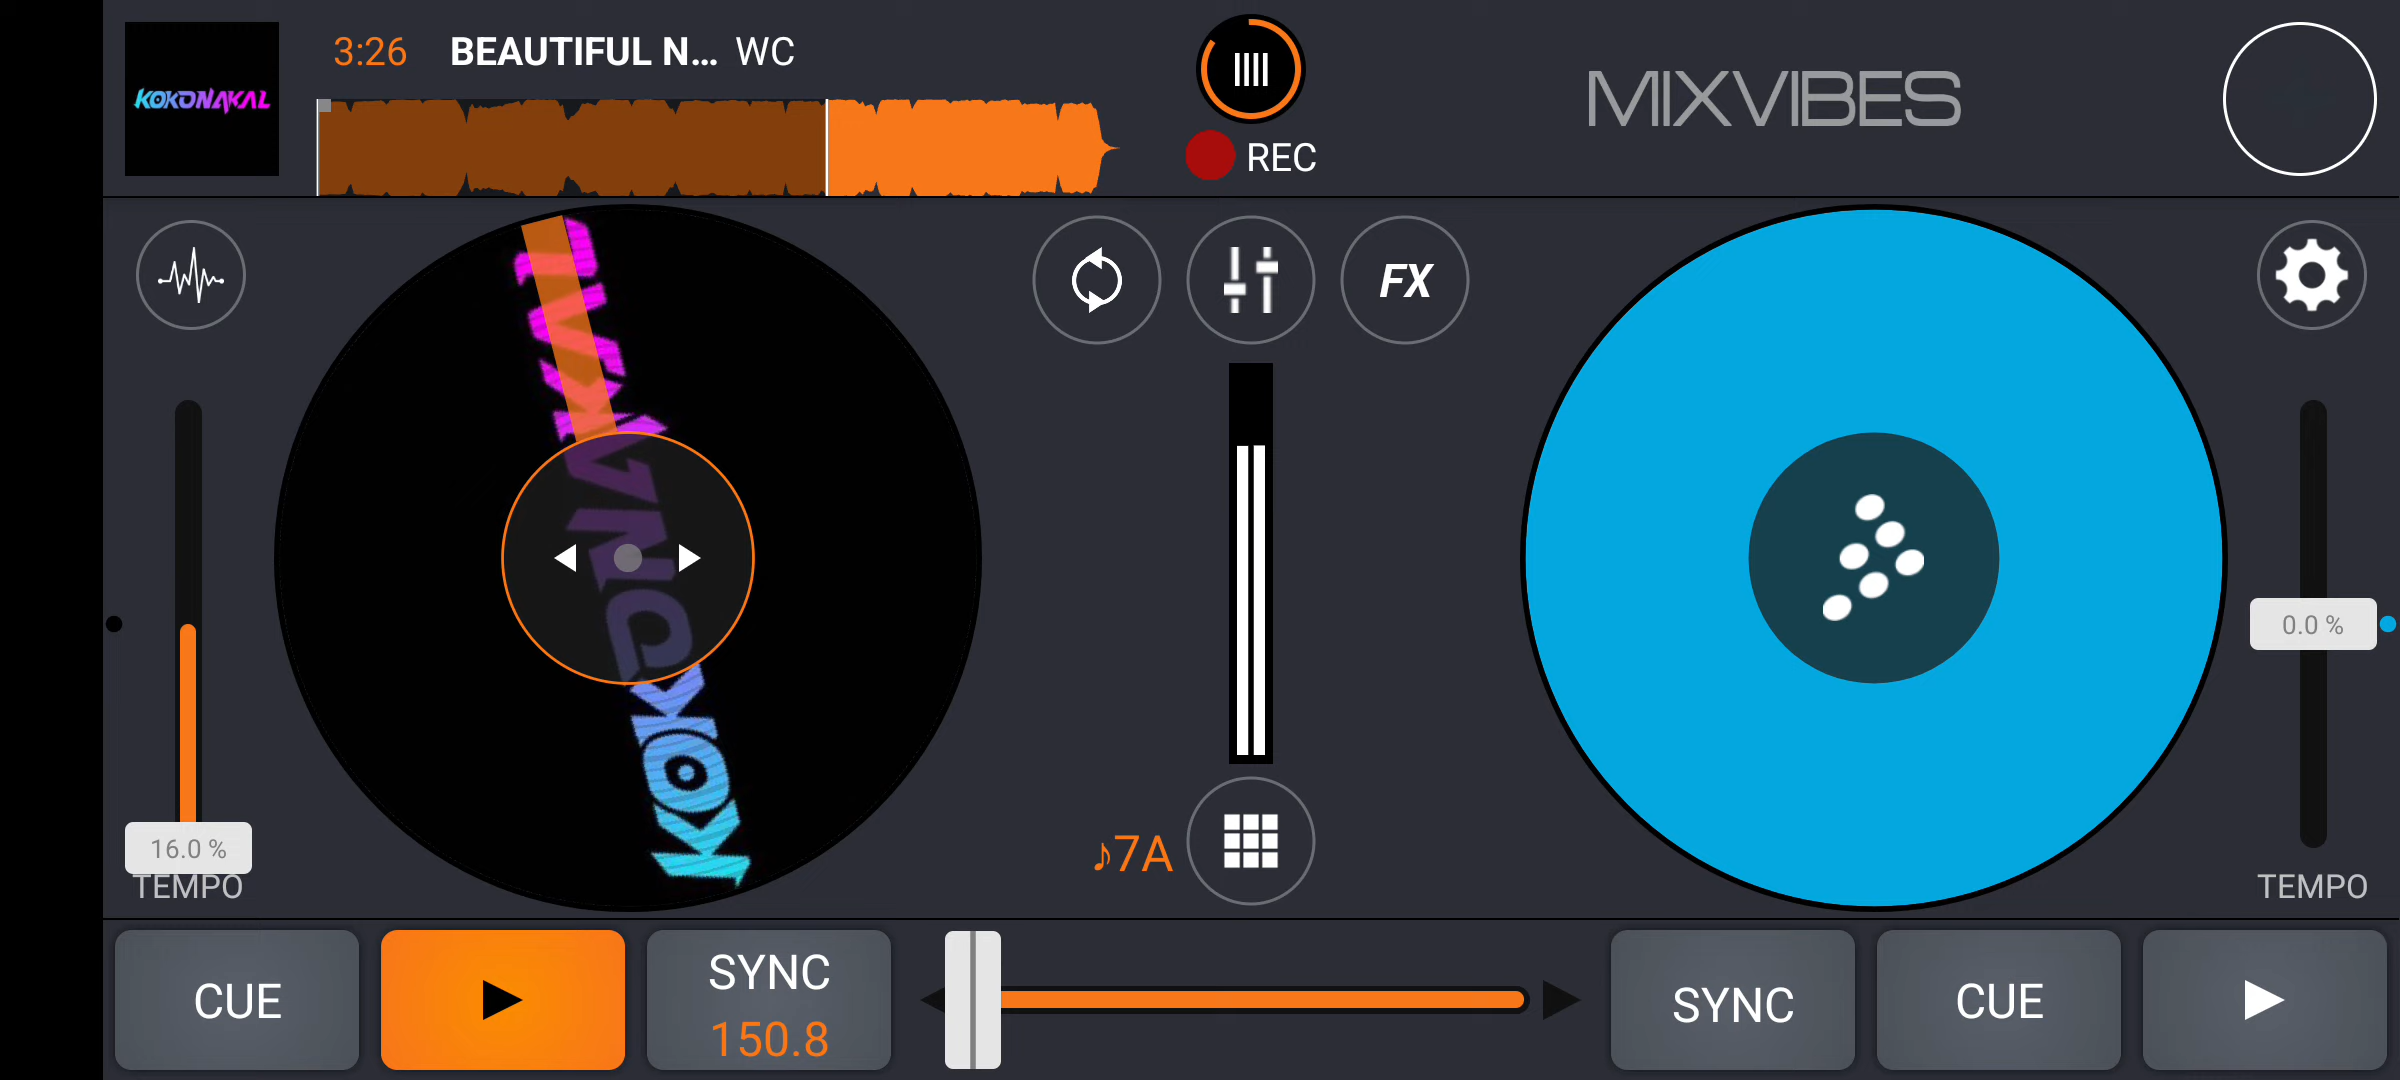 KOKONAKAL
3:26 BEAUTIFUL N... WC
REC
MIXVIBES
FX
KOKONAKAL
16.0 %
TEMPO
♪7A
0.0 %
TEMPO
CUE
SYNC
150.8
SYNC
CUE